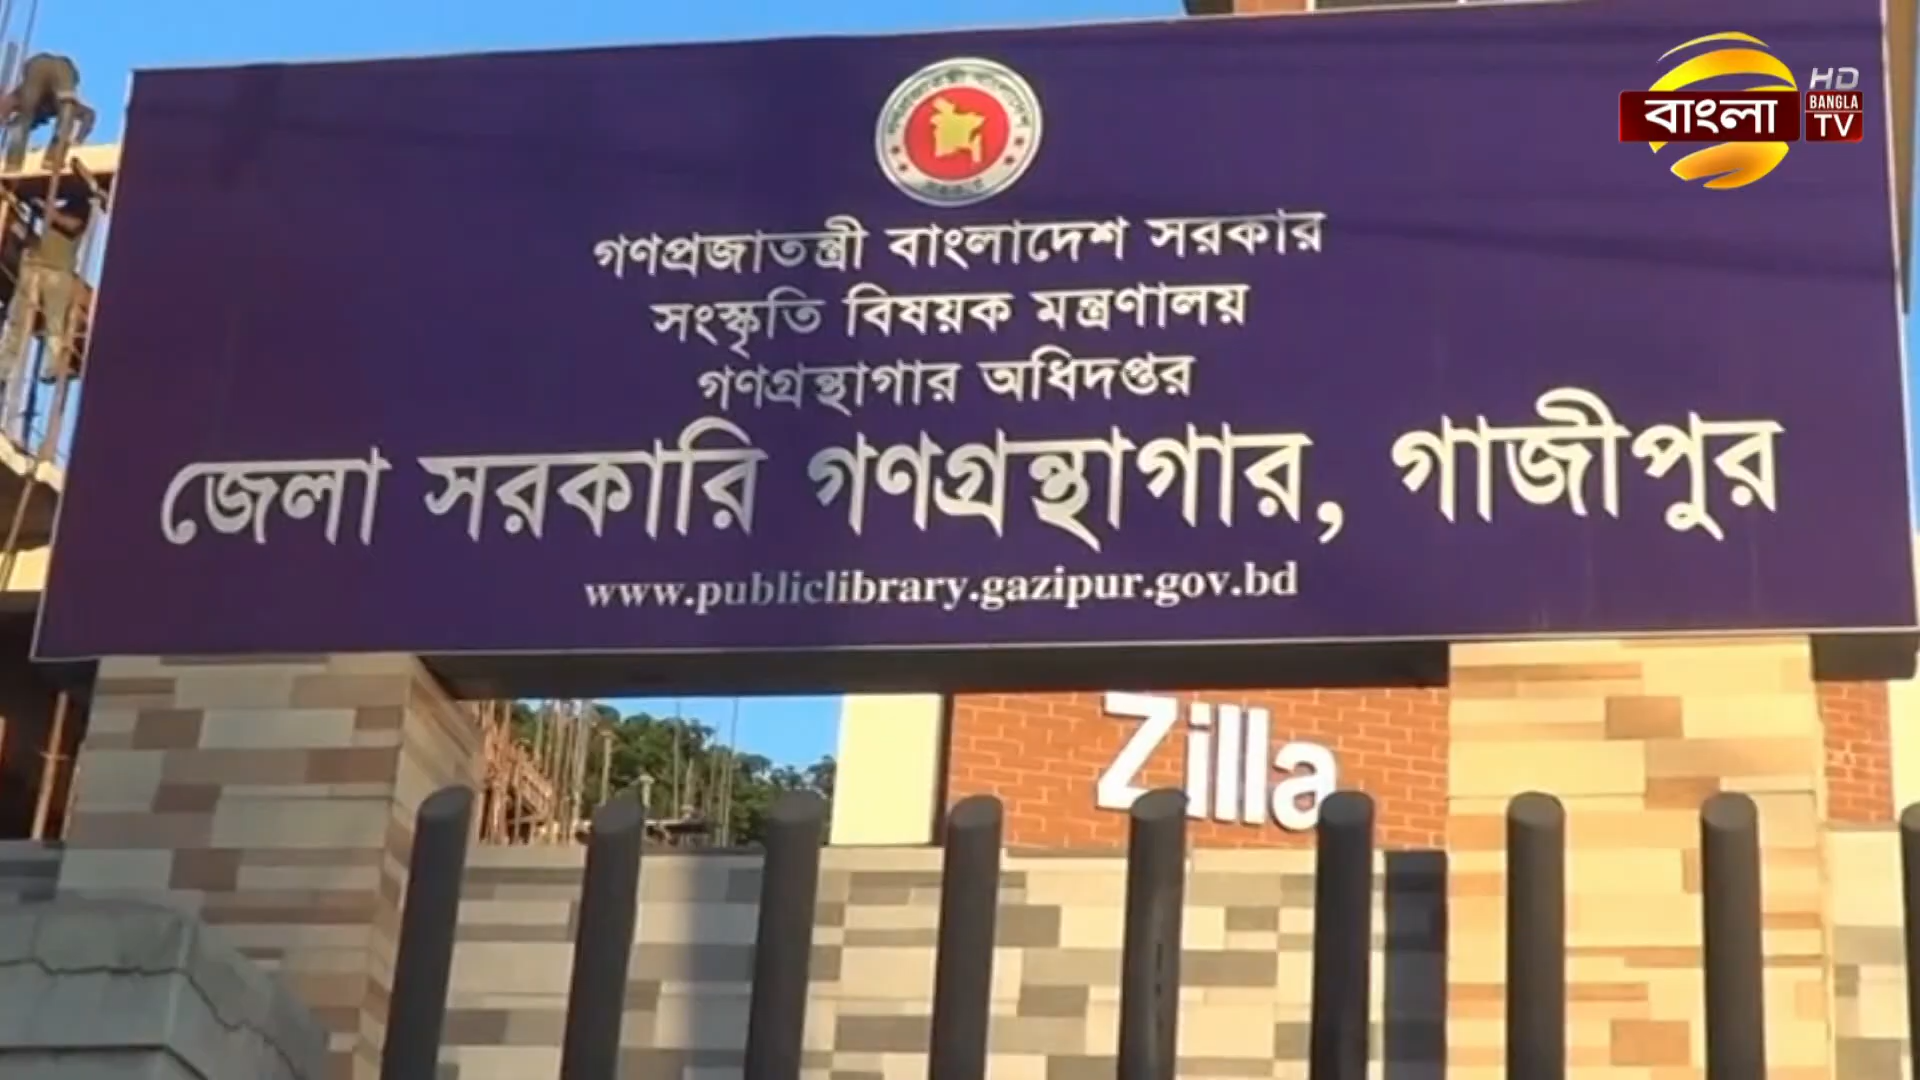 গণপ্রজাতন্ত্রী বাংলাদেশ সরকার
সংস্কৃতি বিষয়ক মন্ত্রণালয়
গণগ্রন্থাগার অধিদপ্তর
জেলা সরকারি গণগ্রন্থাগার, গাজীপুর
www.publiclibrary.gazipur.gov.bd
Zilla
বাংলা
HD
BANGLA
TV